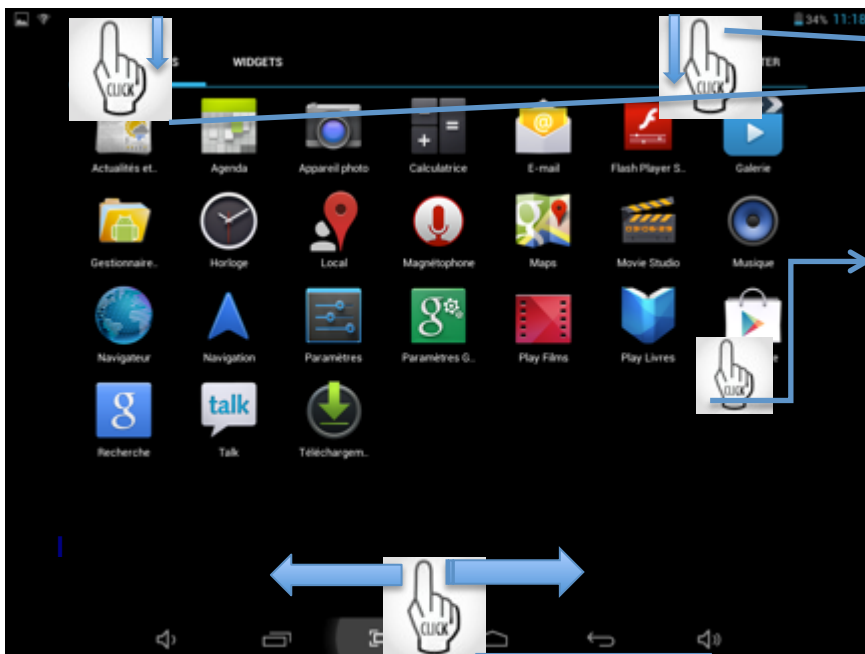 34% 11:18
CLICK
CLICK
S WIDGETS TER
Actualités et.. Agenda Appareil photo Calculatrice E-mail Flash Player S.. Galerie
Gestionnaire.. Horloge Local Magnétophone Maps Movie Studio Musique
Navigateur Navigation Paramètres Paramètres G.. Play Films Play Livres e
CLICK
g talk
Recherche Talk Téléchargem..
CLICK